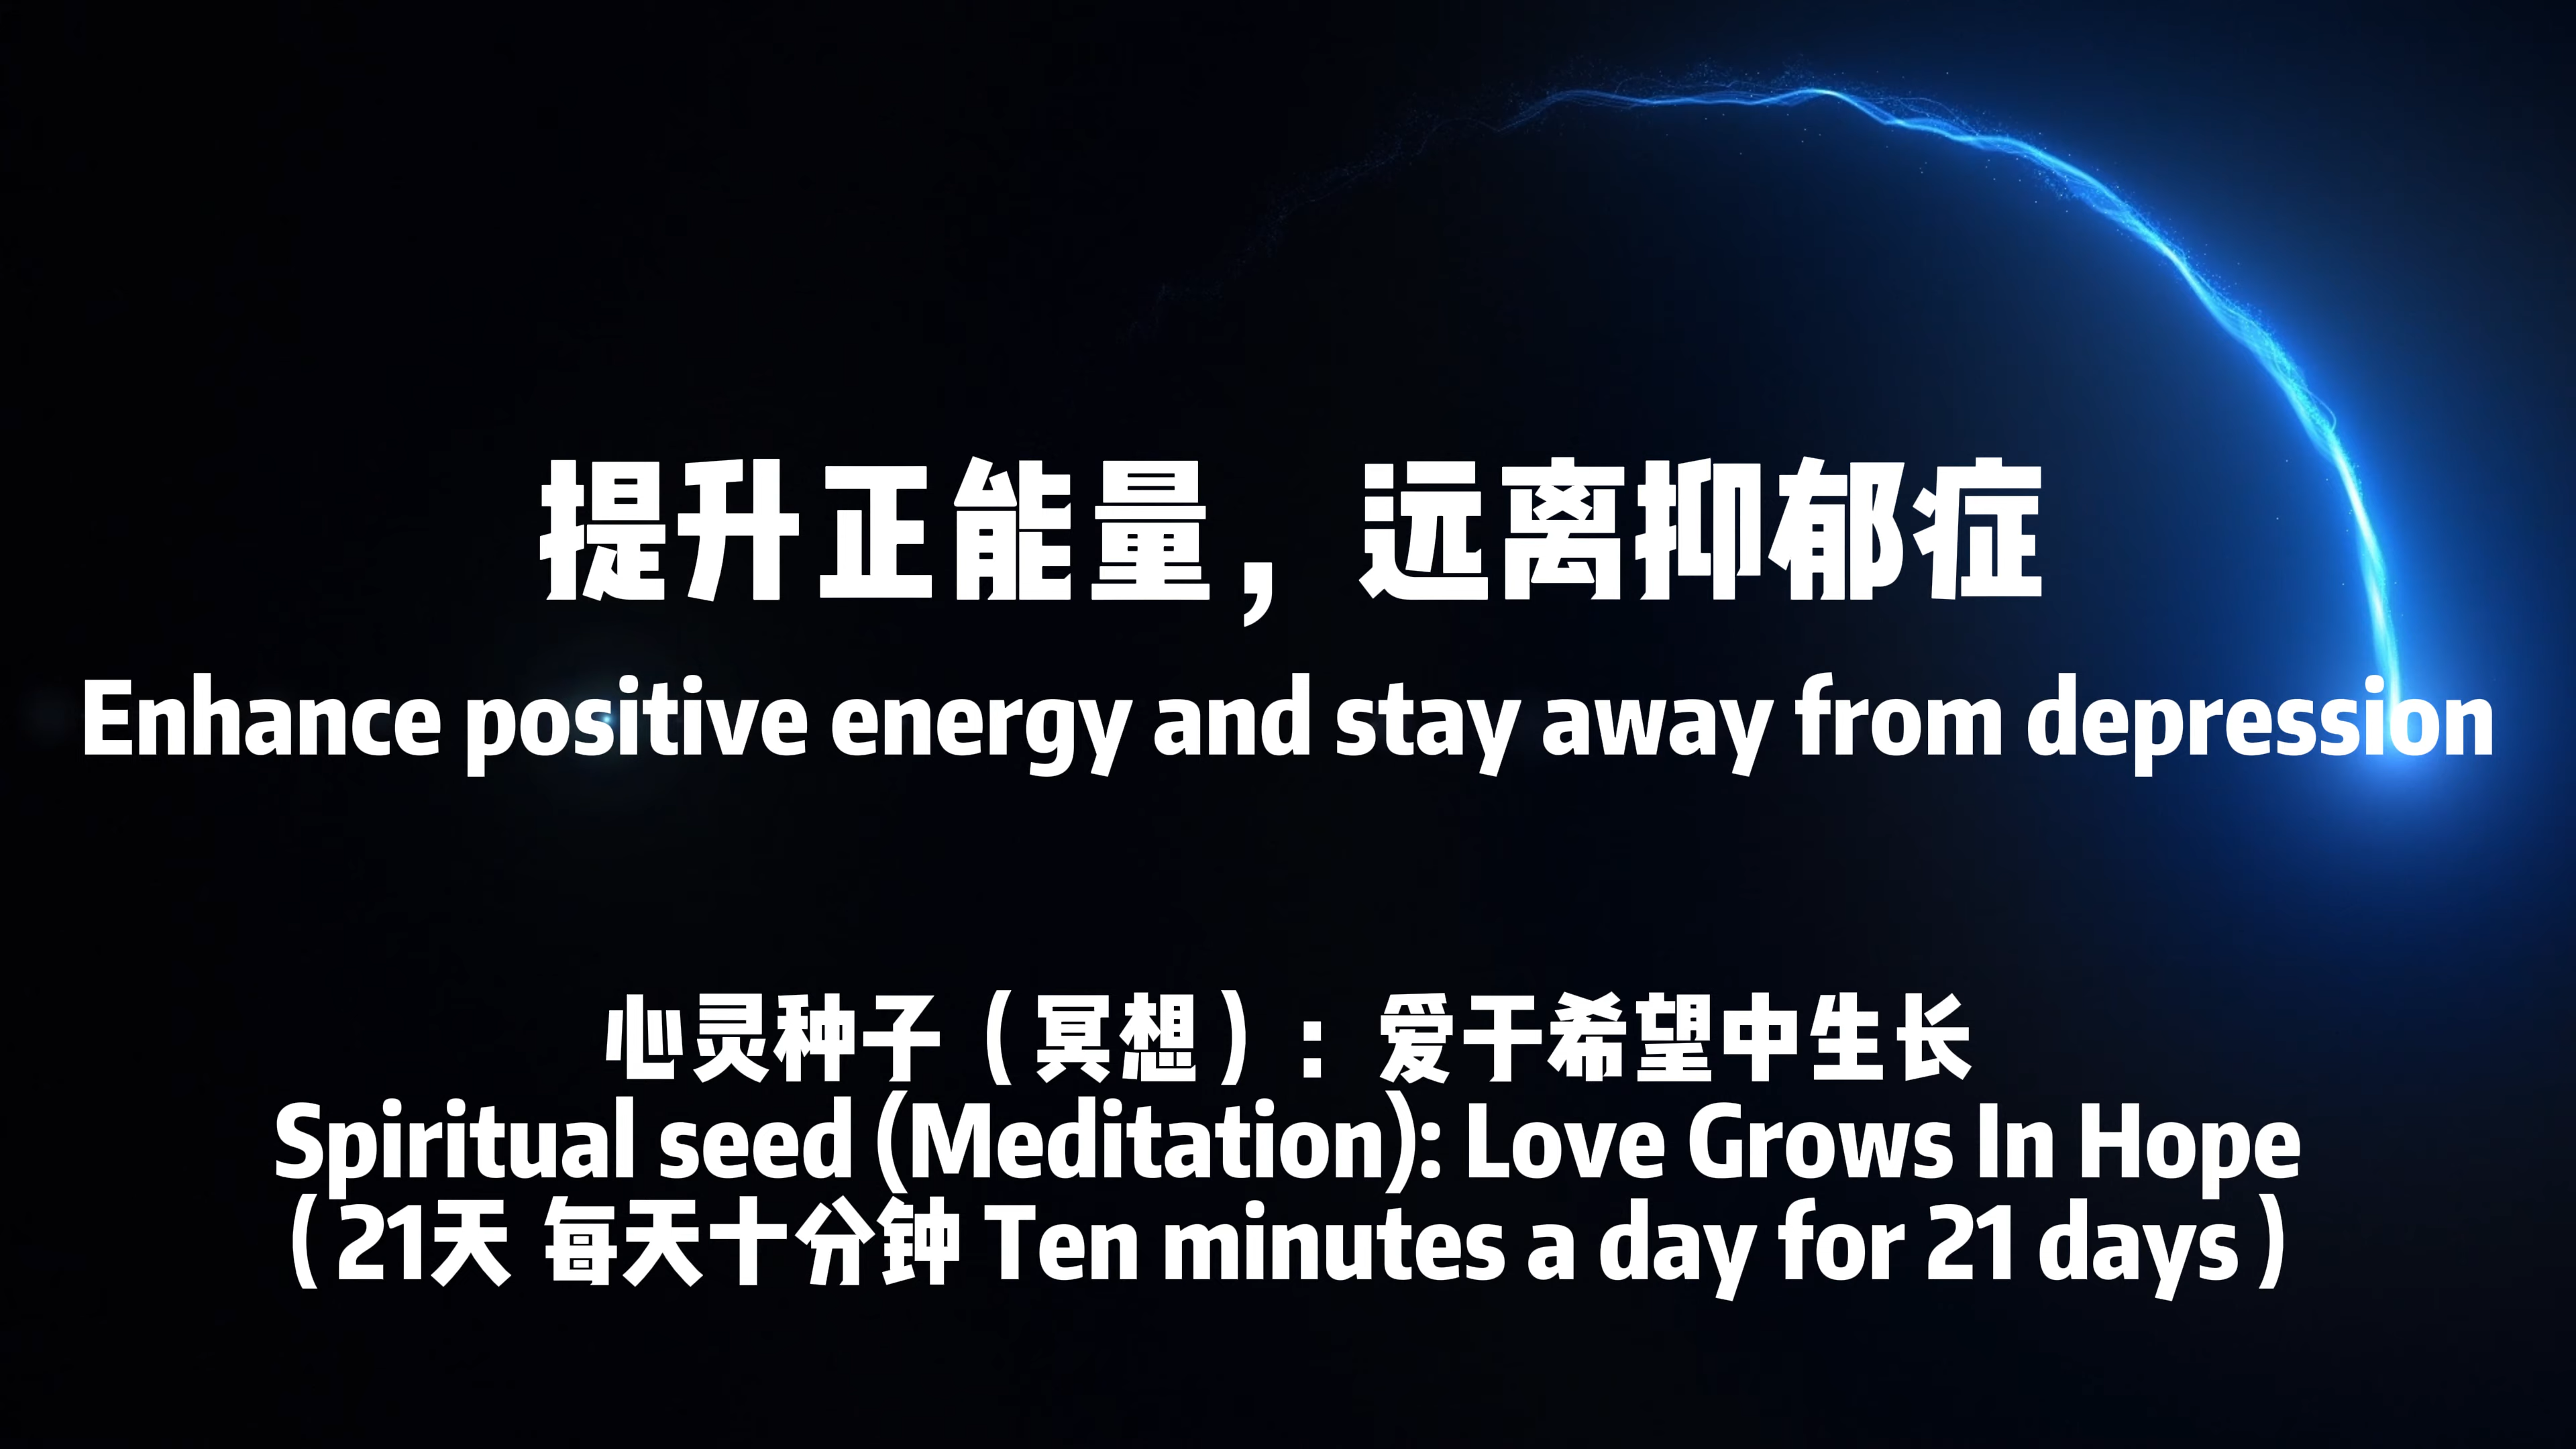 提升正能量，远离抑郁症
Enhance positive energy and stay away from depression
心灵种子（冥想）：爱于希望中生长
Spiritual seed (Meditation): Love Grows In Hope
（21天 每天十分钟 Ten minutes a day for 21 days）